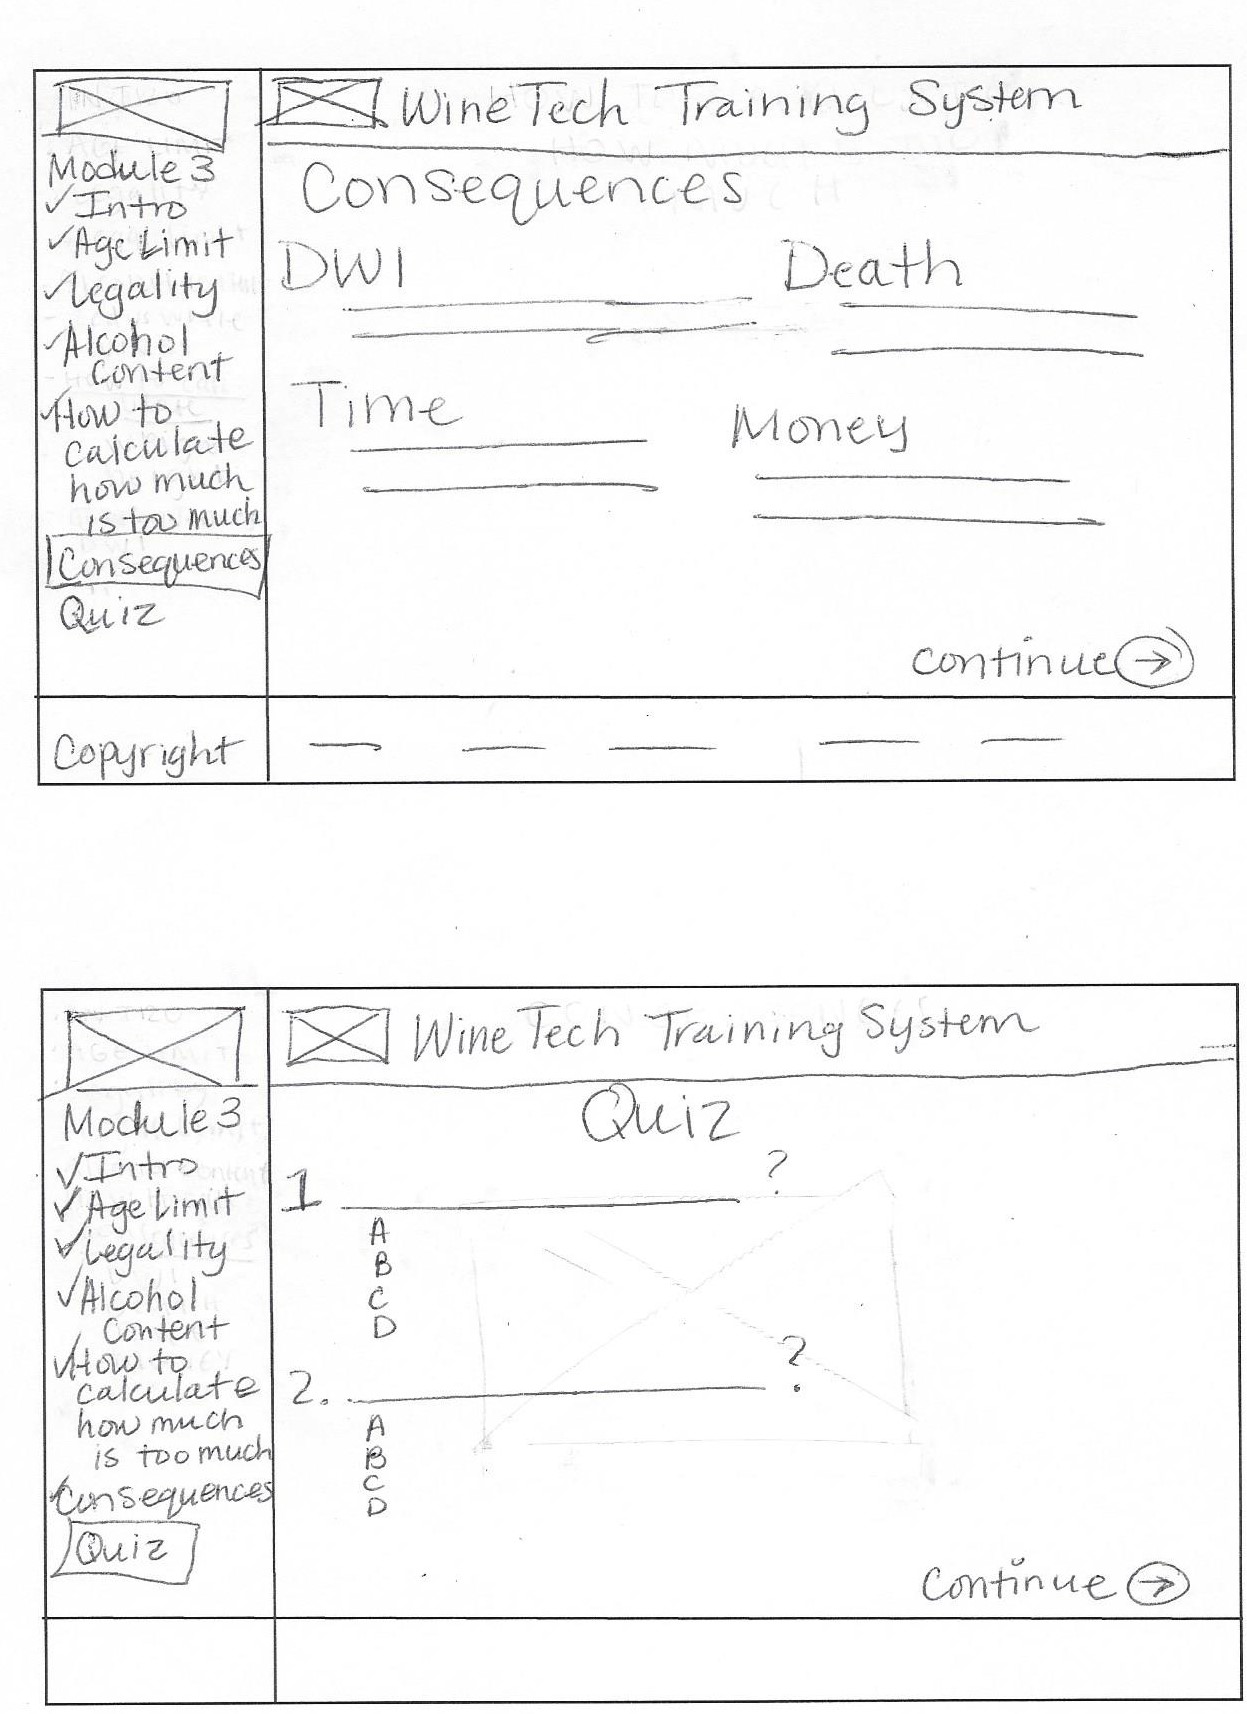 WineTech Training System
Module 3
✓ Intro
✓ Age Limit
✓ Legality
✓ Alcohol
Content
✓ How to
calculate
how much
is too much
Consequences
Quiz
Consequences
DWI
Death
Time
Money
continue →
Copyright
Wine Tech Training System
Module 3
✓ Intro
✓ Age Limit
✓ Legality
✓ Alcohol
Content
✓ How to
calculate
how much
is too much
✓ Consequences
Quiz
Quiz
1 ?
A
B
C
D
2. ?
A
B
C
D
Continue →